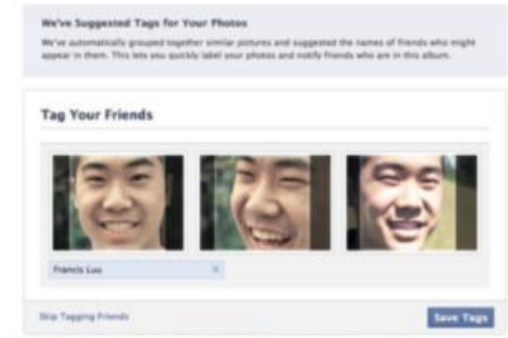 We've Suggested Tags for Your Photos
We've automatically grouped together similar pictures and suggested the names of friends who might
appear in them. This lets you quickly label your photos and notify friends who are in this album.
Tag Your Friends
Francis Luu
Skip Tagging Friends
Save Tags